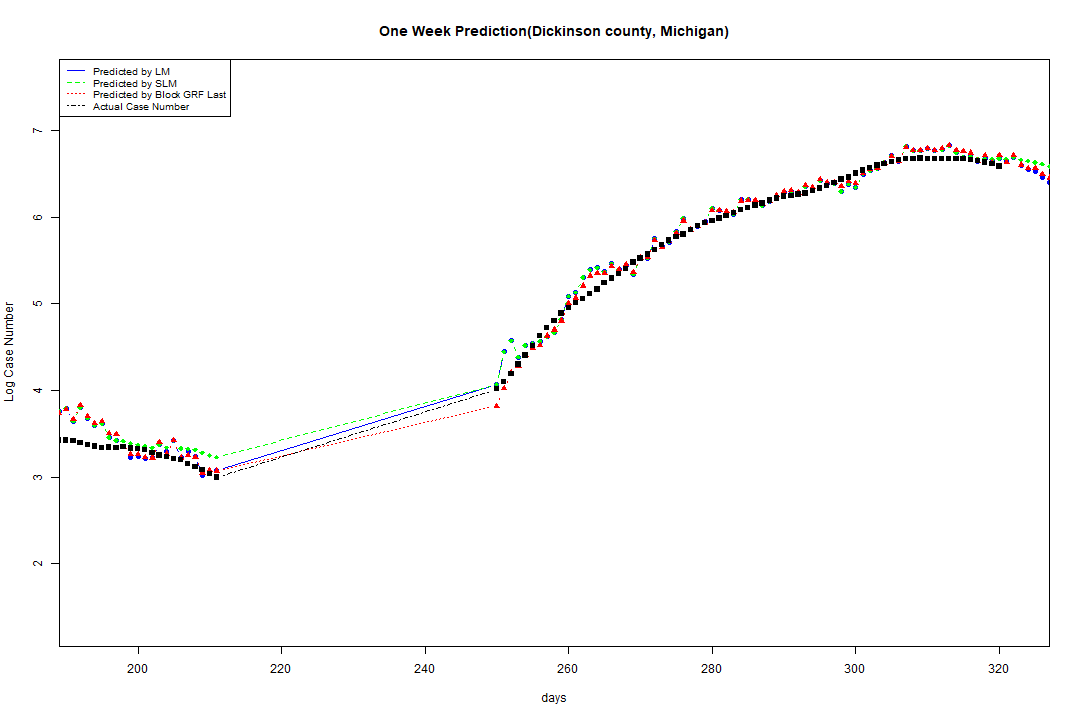 One Week Prediction(Dickinson county, Michigan)
Predicted by LM
Predicted by SLM
Predicted by Block GRF Last
Actual Case Number
7
6
5
4
3
2
Log Case Number
200 220 240 260 280 300 320
days